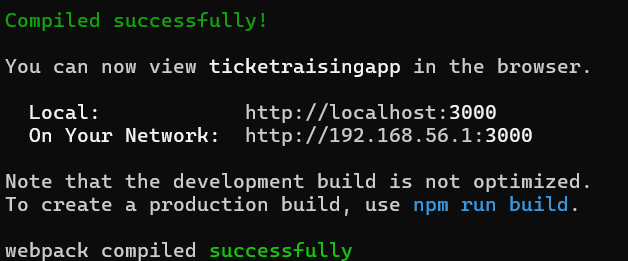 Compiled successfully!
You can now view ticketraisingapp in the browser.
Local: http://localhost:3000
On Your Network: http://192.168.56.1:3000
Note that the development build is not optimized.
To create a production build, use npm run build.
webpack compiled successfully